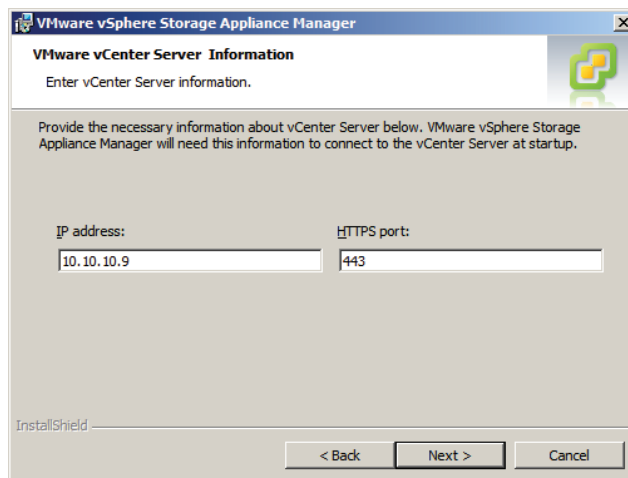 VMware vSphere Storage Appliance Manager
VMware vCenter Server Information
Enter vCenter Server information.
Provide the necessary information about vCenter Server below. VMware vSphere Storage
Appliance Manager will need this information to connect to the vCenter Server at startup.
IP address: HTTPS port:
10.10.10.9 443
InstallShield
< Back Next > Cancel